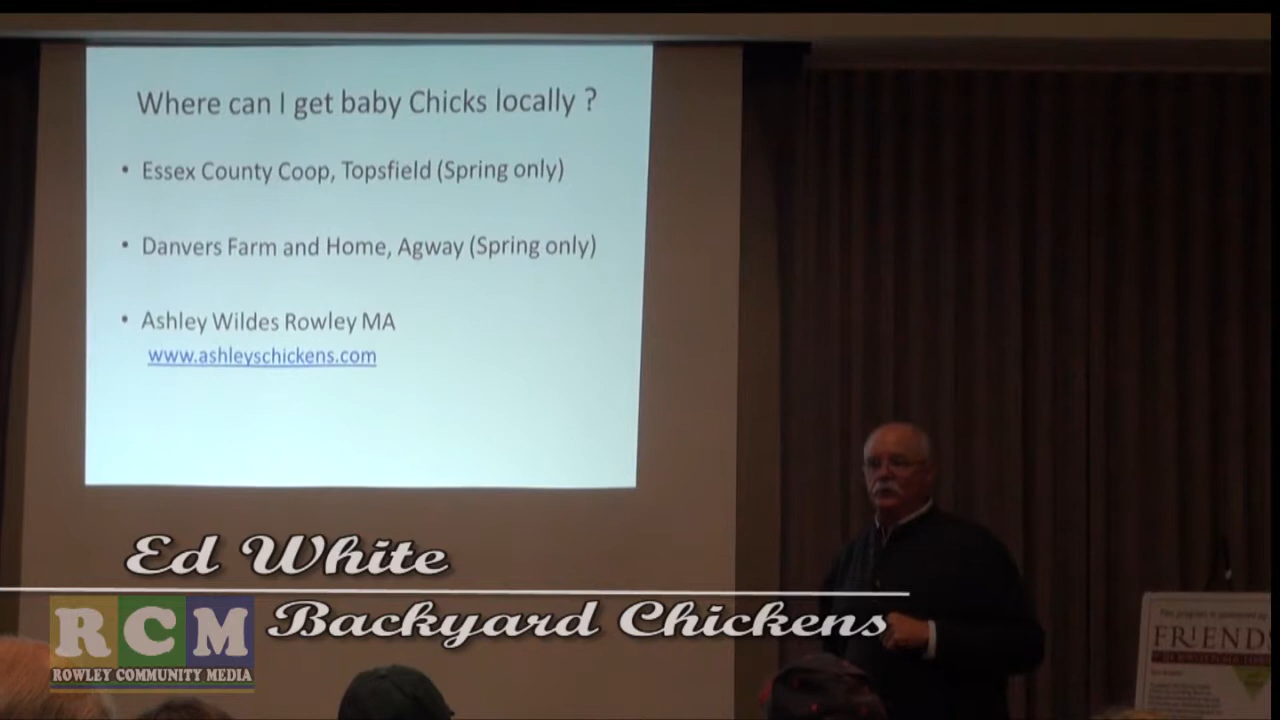 Where can I get baby Chicks locally ?
• Essex County Coop, Topsfield (Spring only)
• Danvers Farm and Home, Agway (Spring only)
• Ashley Wildes Rowley MA
www.ashleyschickens.com
Ed White
Backyard Chickens
RCM
ROWLEY COMMUNITY MEDIA
FRIENDS